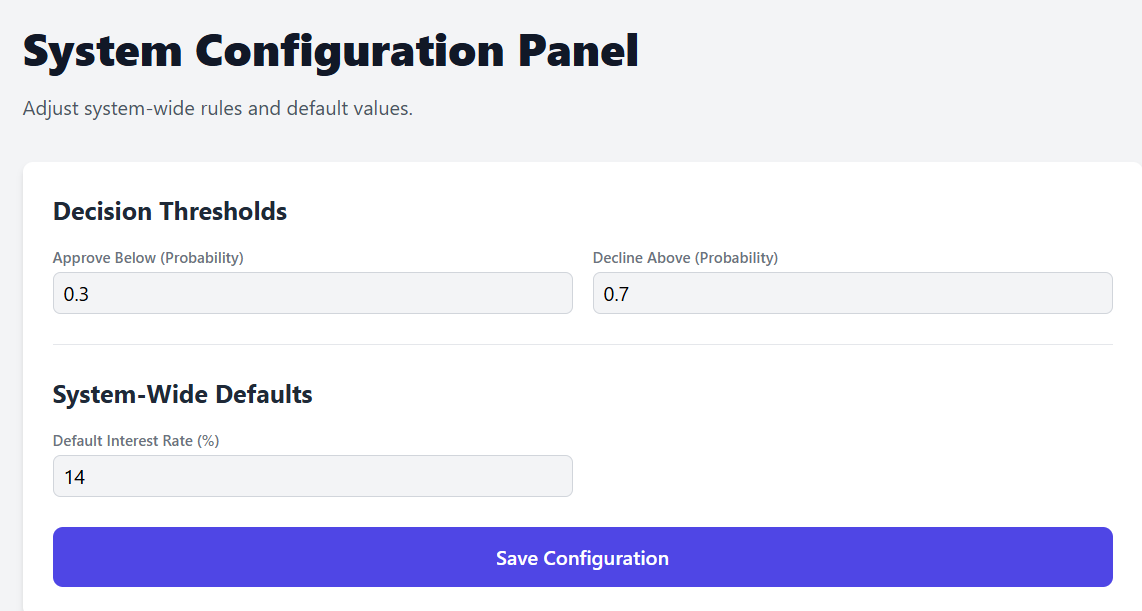 System Configuration Panel
Adjust system-wide rules and default values.
Decision Thresholds
Approve Below (Probability)
Decline Above (Probability)
0.3
0.7
System-Wide Defaults
Default Interest Rate (%)
14
Save Configuration